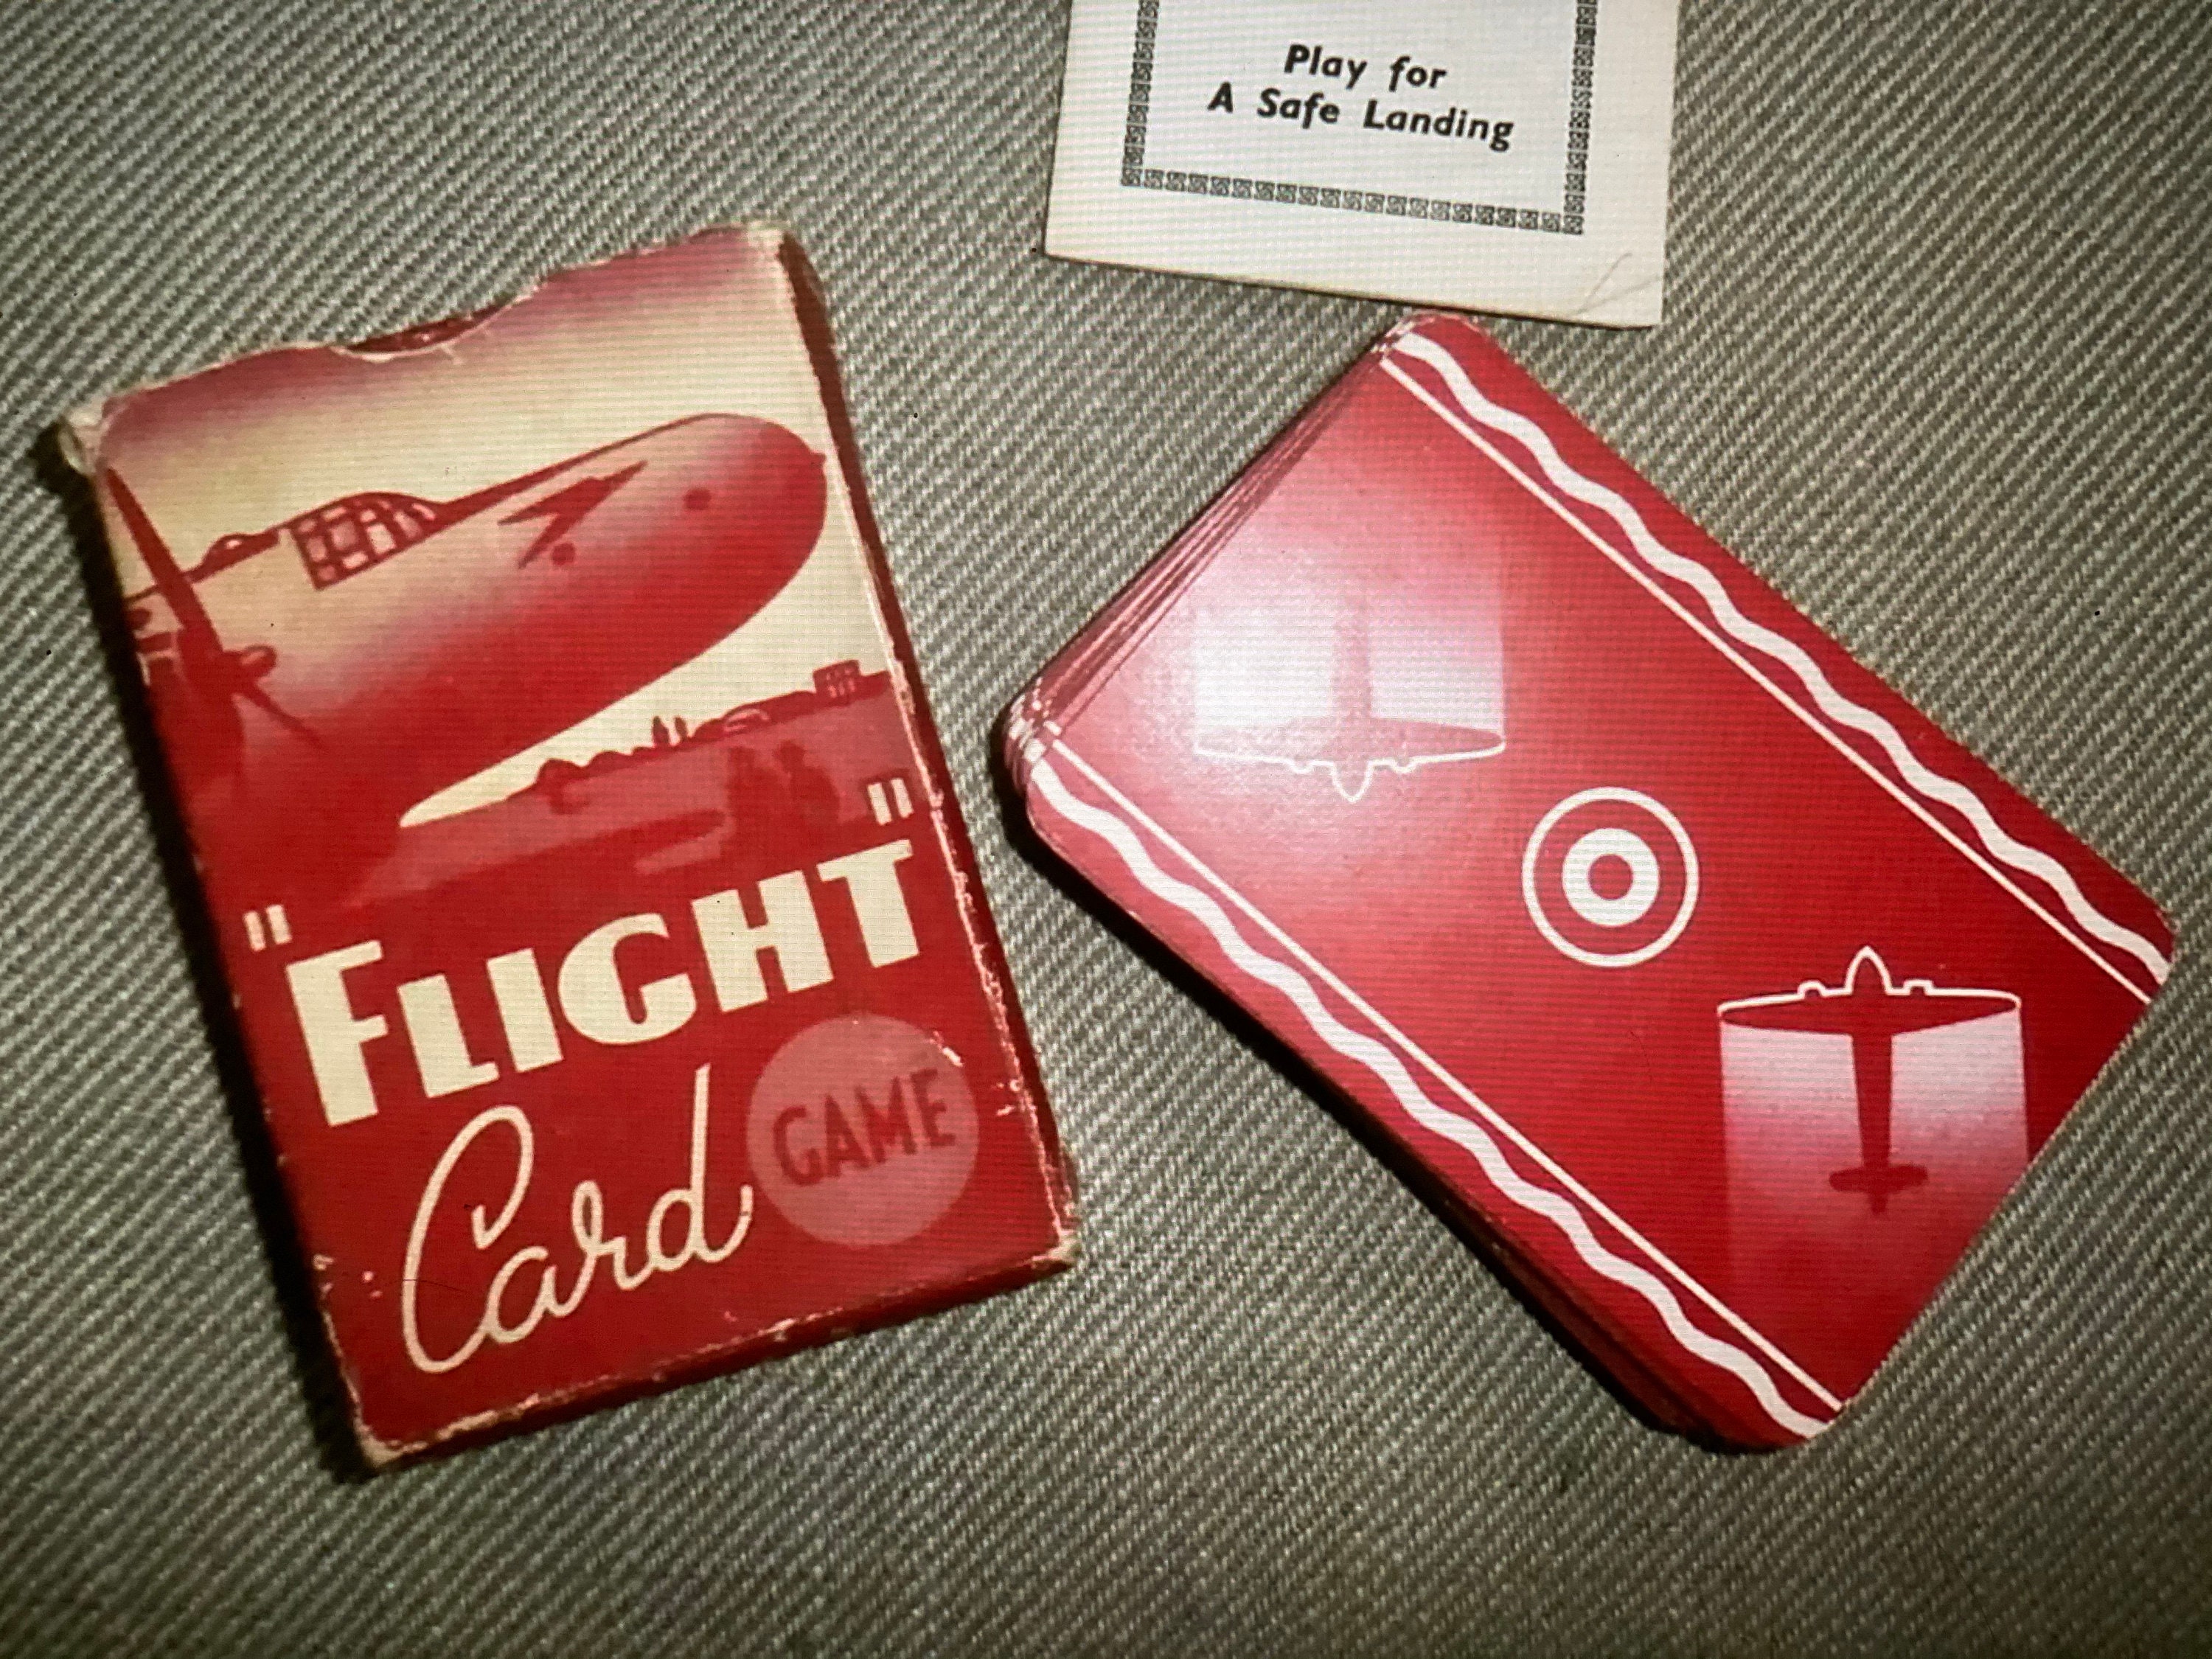 Play for
A Safe Landing
"FLIGHT"
Card GAME